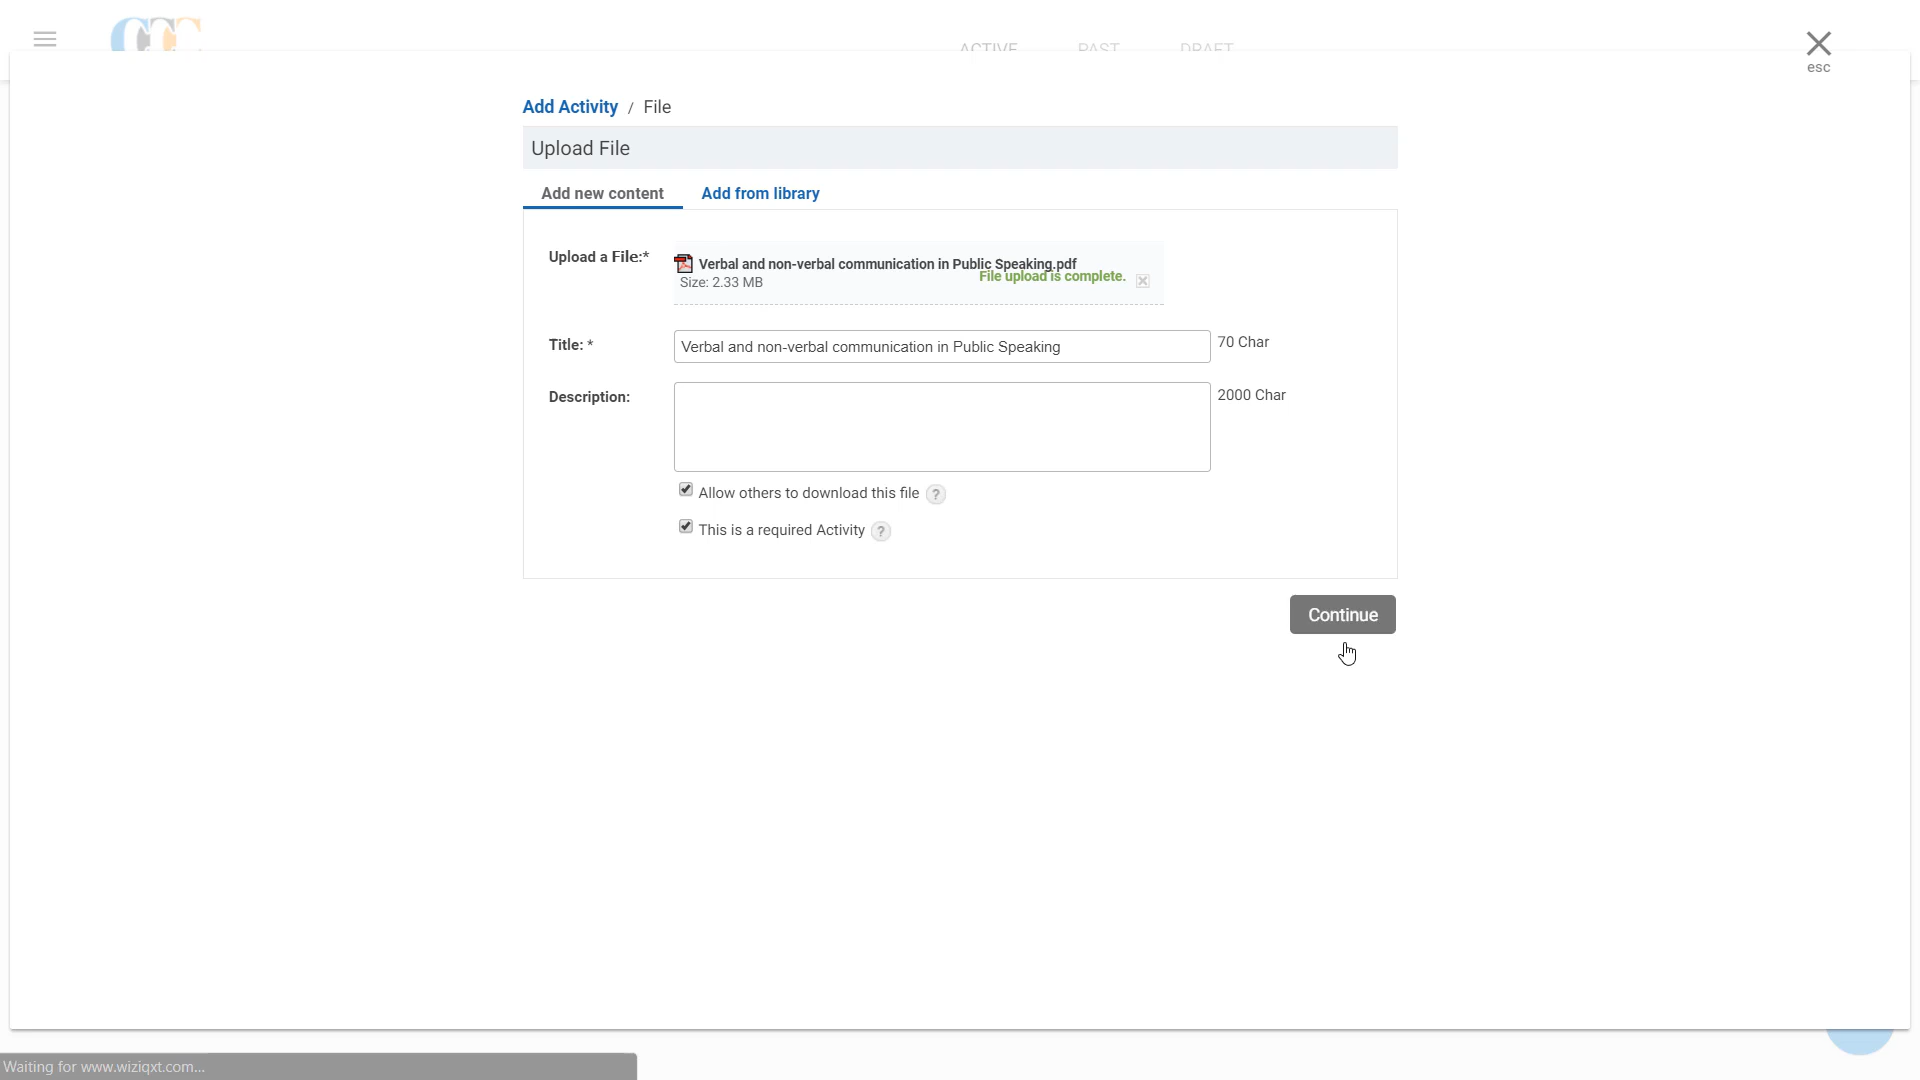 ACTIVE PAST DRAFT
esc
Add Activity / File
Upload File
Add new content Add from library
Upload a File:* Verbal and non-verbal communication in Public Speaking.pdf
File upload is complete.
Size: 2.33 MB
Title: * Verbal and non-verbal communication in Public Speaking 70 Char
Description: 2000 Char
Allow others to download this file ?
This is a required Activity ?
Continue
Waiting for www.wiziqxt.com...